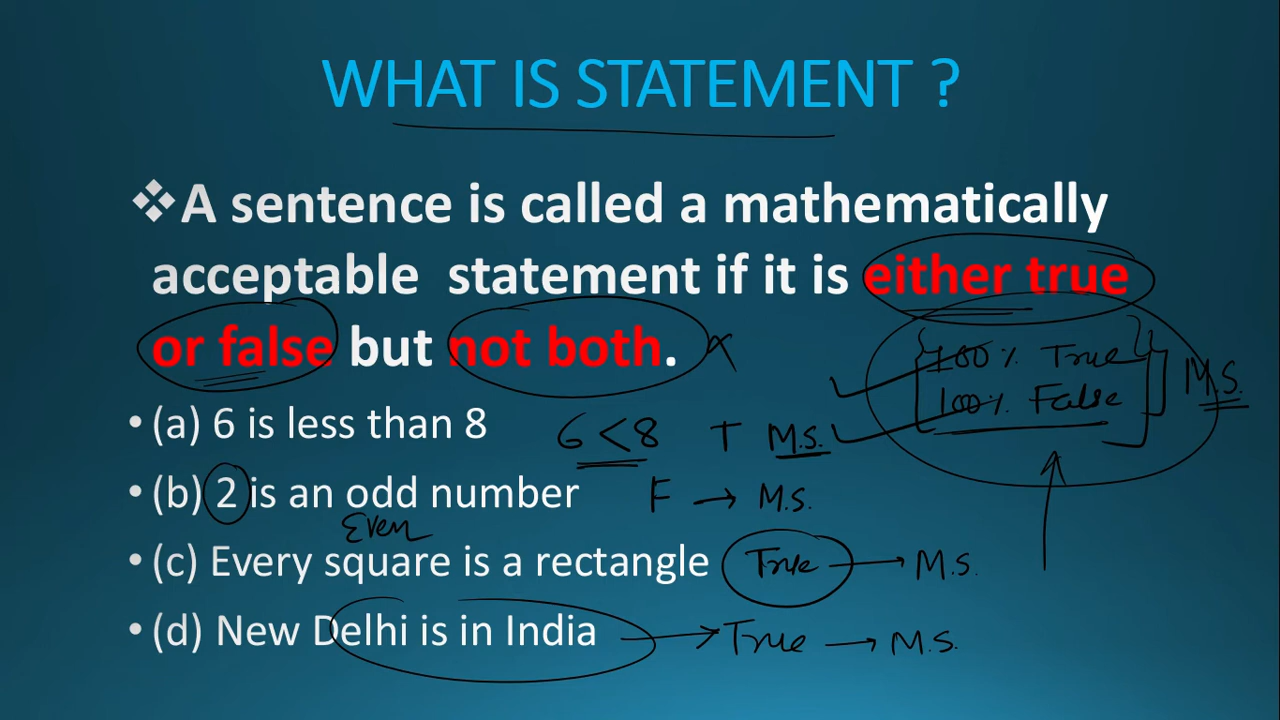 WHAT IS STATEMENT ?
❖A sentence is called a mathematically
acceptable statement if it is either true
or false but not both.
100% True
100% False
M.S.
• (a) 6 is less than 8 6 < 8 T M.S.
• (b) 2 is an odd number F → M.S.
Even
• (c) Every square is a rectangle True → M.S.
• (d) New Delhi is in India → True → M.S.